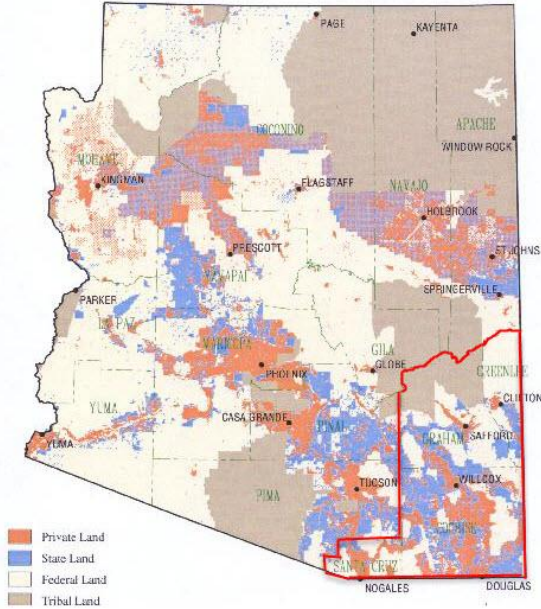 PAGE
KAYENTA
COCONINO
APACHE
WINDOW ROCK
MOHAVE
KINGMAN
FLAGSTAFF
NAVAJO
HOLBROOK
PRESCOTT
ST JOHNS
YAVAPAI
SPRINGERVILLE
PARKER
LA PAZ
MARICOPA
GILA
GLOBE
PHOENIX
GREENLEE
CLIFTON
YUMA
CASA GRANDE
PINAL
GRAHAM
SAFFORD
YUMA
TUCSON
WILLCOX
PIMA
COCHISE
Private Land
State Land
Federal Land
Tribal Land
SANTA CRUZ
NOGALES
DOUGLAS